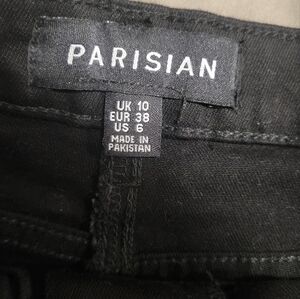 PARISIAN
UK 10
EUR 38
US 6
MADE IN
PAKISTAN